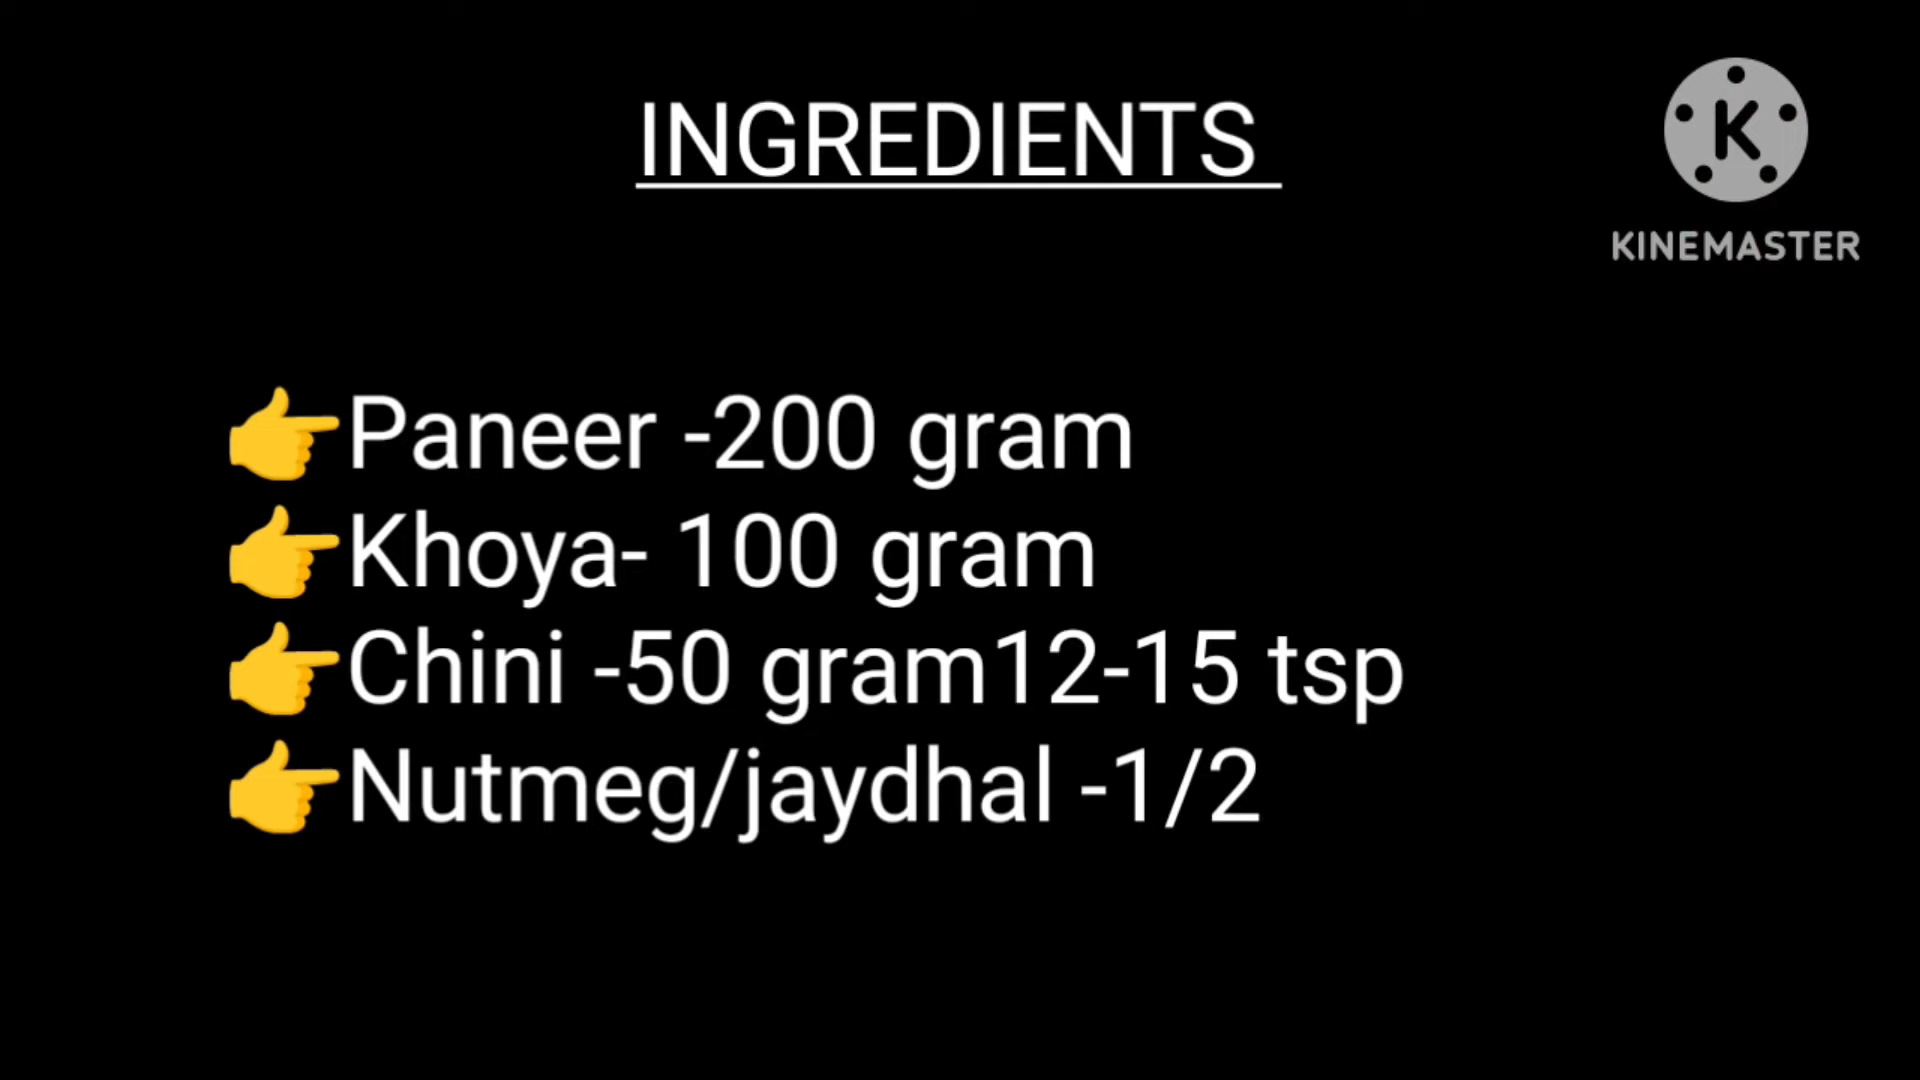 INGREDIENTS
K
KINEMASTER
👉Paneer -200 gram
👉Khoya- 100 gram
👉Chini -50 gram12-15 tsp
👉Nutmeg/jaydhal -1/2